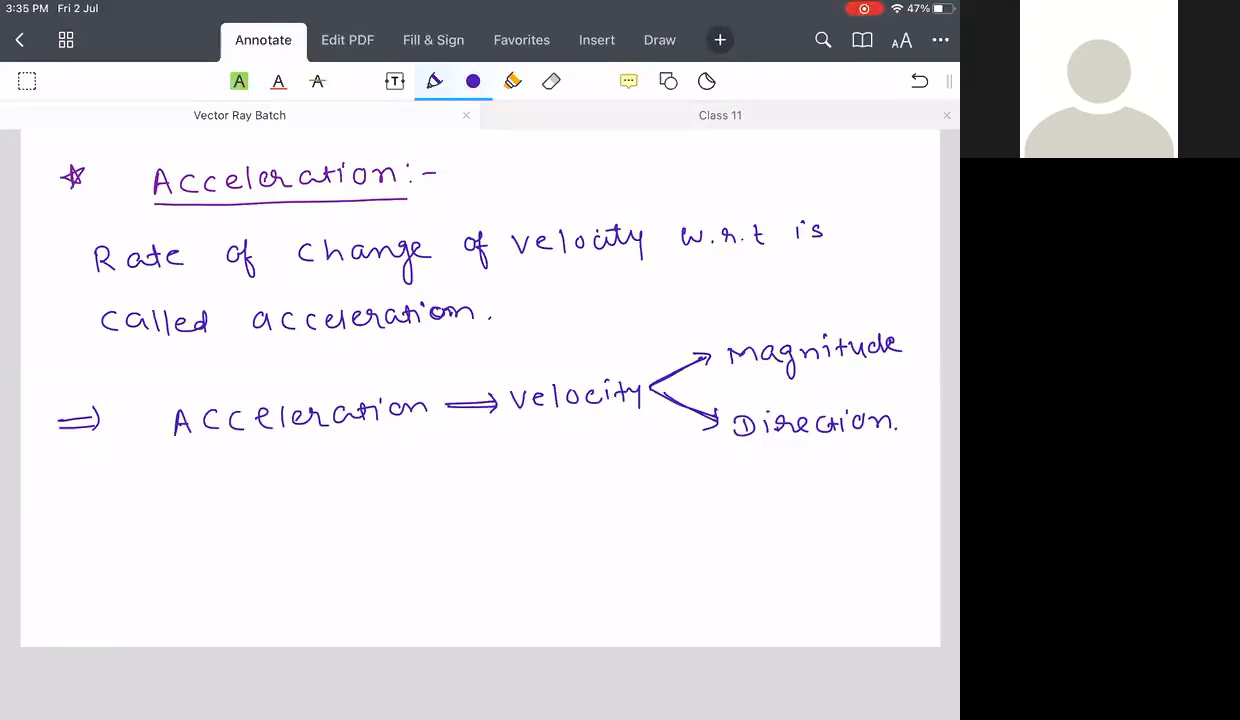 3:35 PM Fri 2 Jul 47%
Annotate Edit PDF Fill & Sign Favorites Insert Draw
Vector Ray Batch Class 11
Acceleration:-
Rate of change of velocity w.r.t is
called acceleration.
⇒ Acceleration ⟹ velocity
Magnitude
Direction.